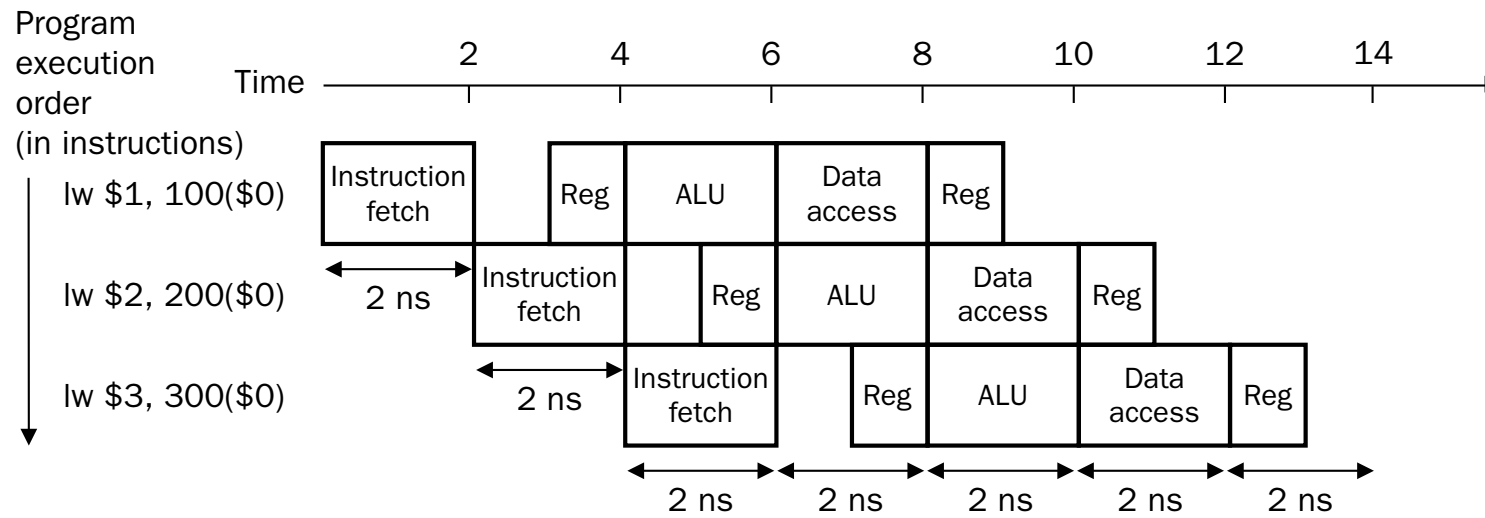 Program
execution
order
(in instructions)
Time
2 4 6 8 10 12 14
lw $1, 100($0)
Instruction
fetch
Reg
ALU
Data
access
Reg
2 ns
lw $2, 200($0)
Instruction
fetch
Reg
ALU
Data
access
Reg
2 ns
lw $3, 300($0)
Instruction
fetch
Reg
ALU
Data
access
Reg
2 ns 2 ns 2 ns 2 ns 2 ns